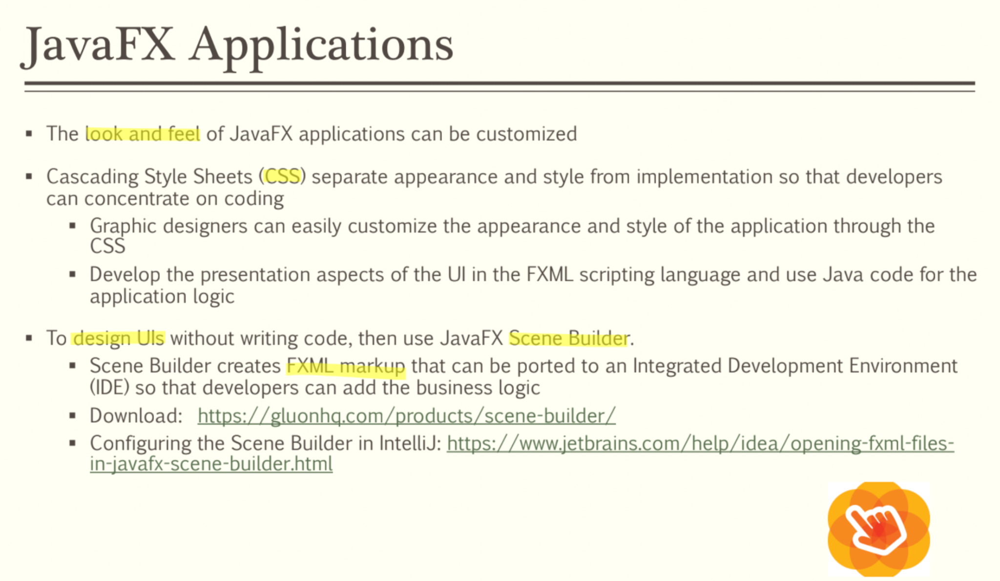 JavaFX Applications
▪ The look and feel of JavaFX applications can be customized
▪ Cascading Style Sheets (CSS) separate appearance and style from implementation so that developers
can concentrate on coding
▪ Graphic designers can easily customize the appearance and style of the application through the
CSS
▪ Develop the presentation aspects of the UI in the FXML scripting language and use Java code for the
application logic
▪ To design UIs without writing code, then use JavaFX Scene Builder.
▪ Scene Builder creates FXML markup that can be ported to an Integrated Development Environment
(IDE) so that developers can add the business logic
▪ Download: https://gluonhq.com/products/scene-builder/
▪ Configuring the Scene Builder in IntelliJ: https://www.jetbrains.com/help/idea/opening-fxml-files-
in-javafx-scene-builder.html